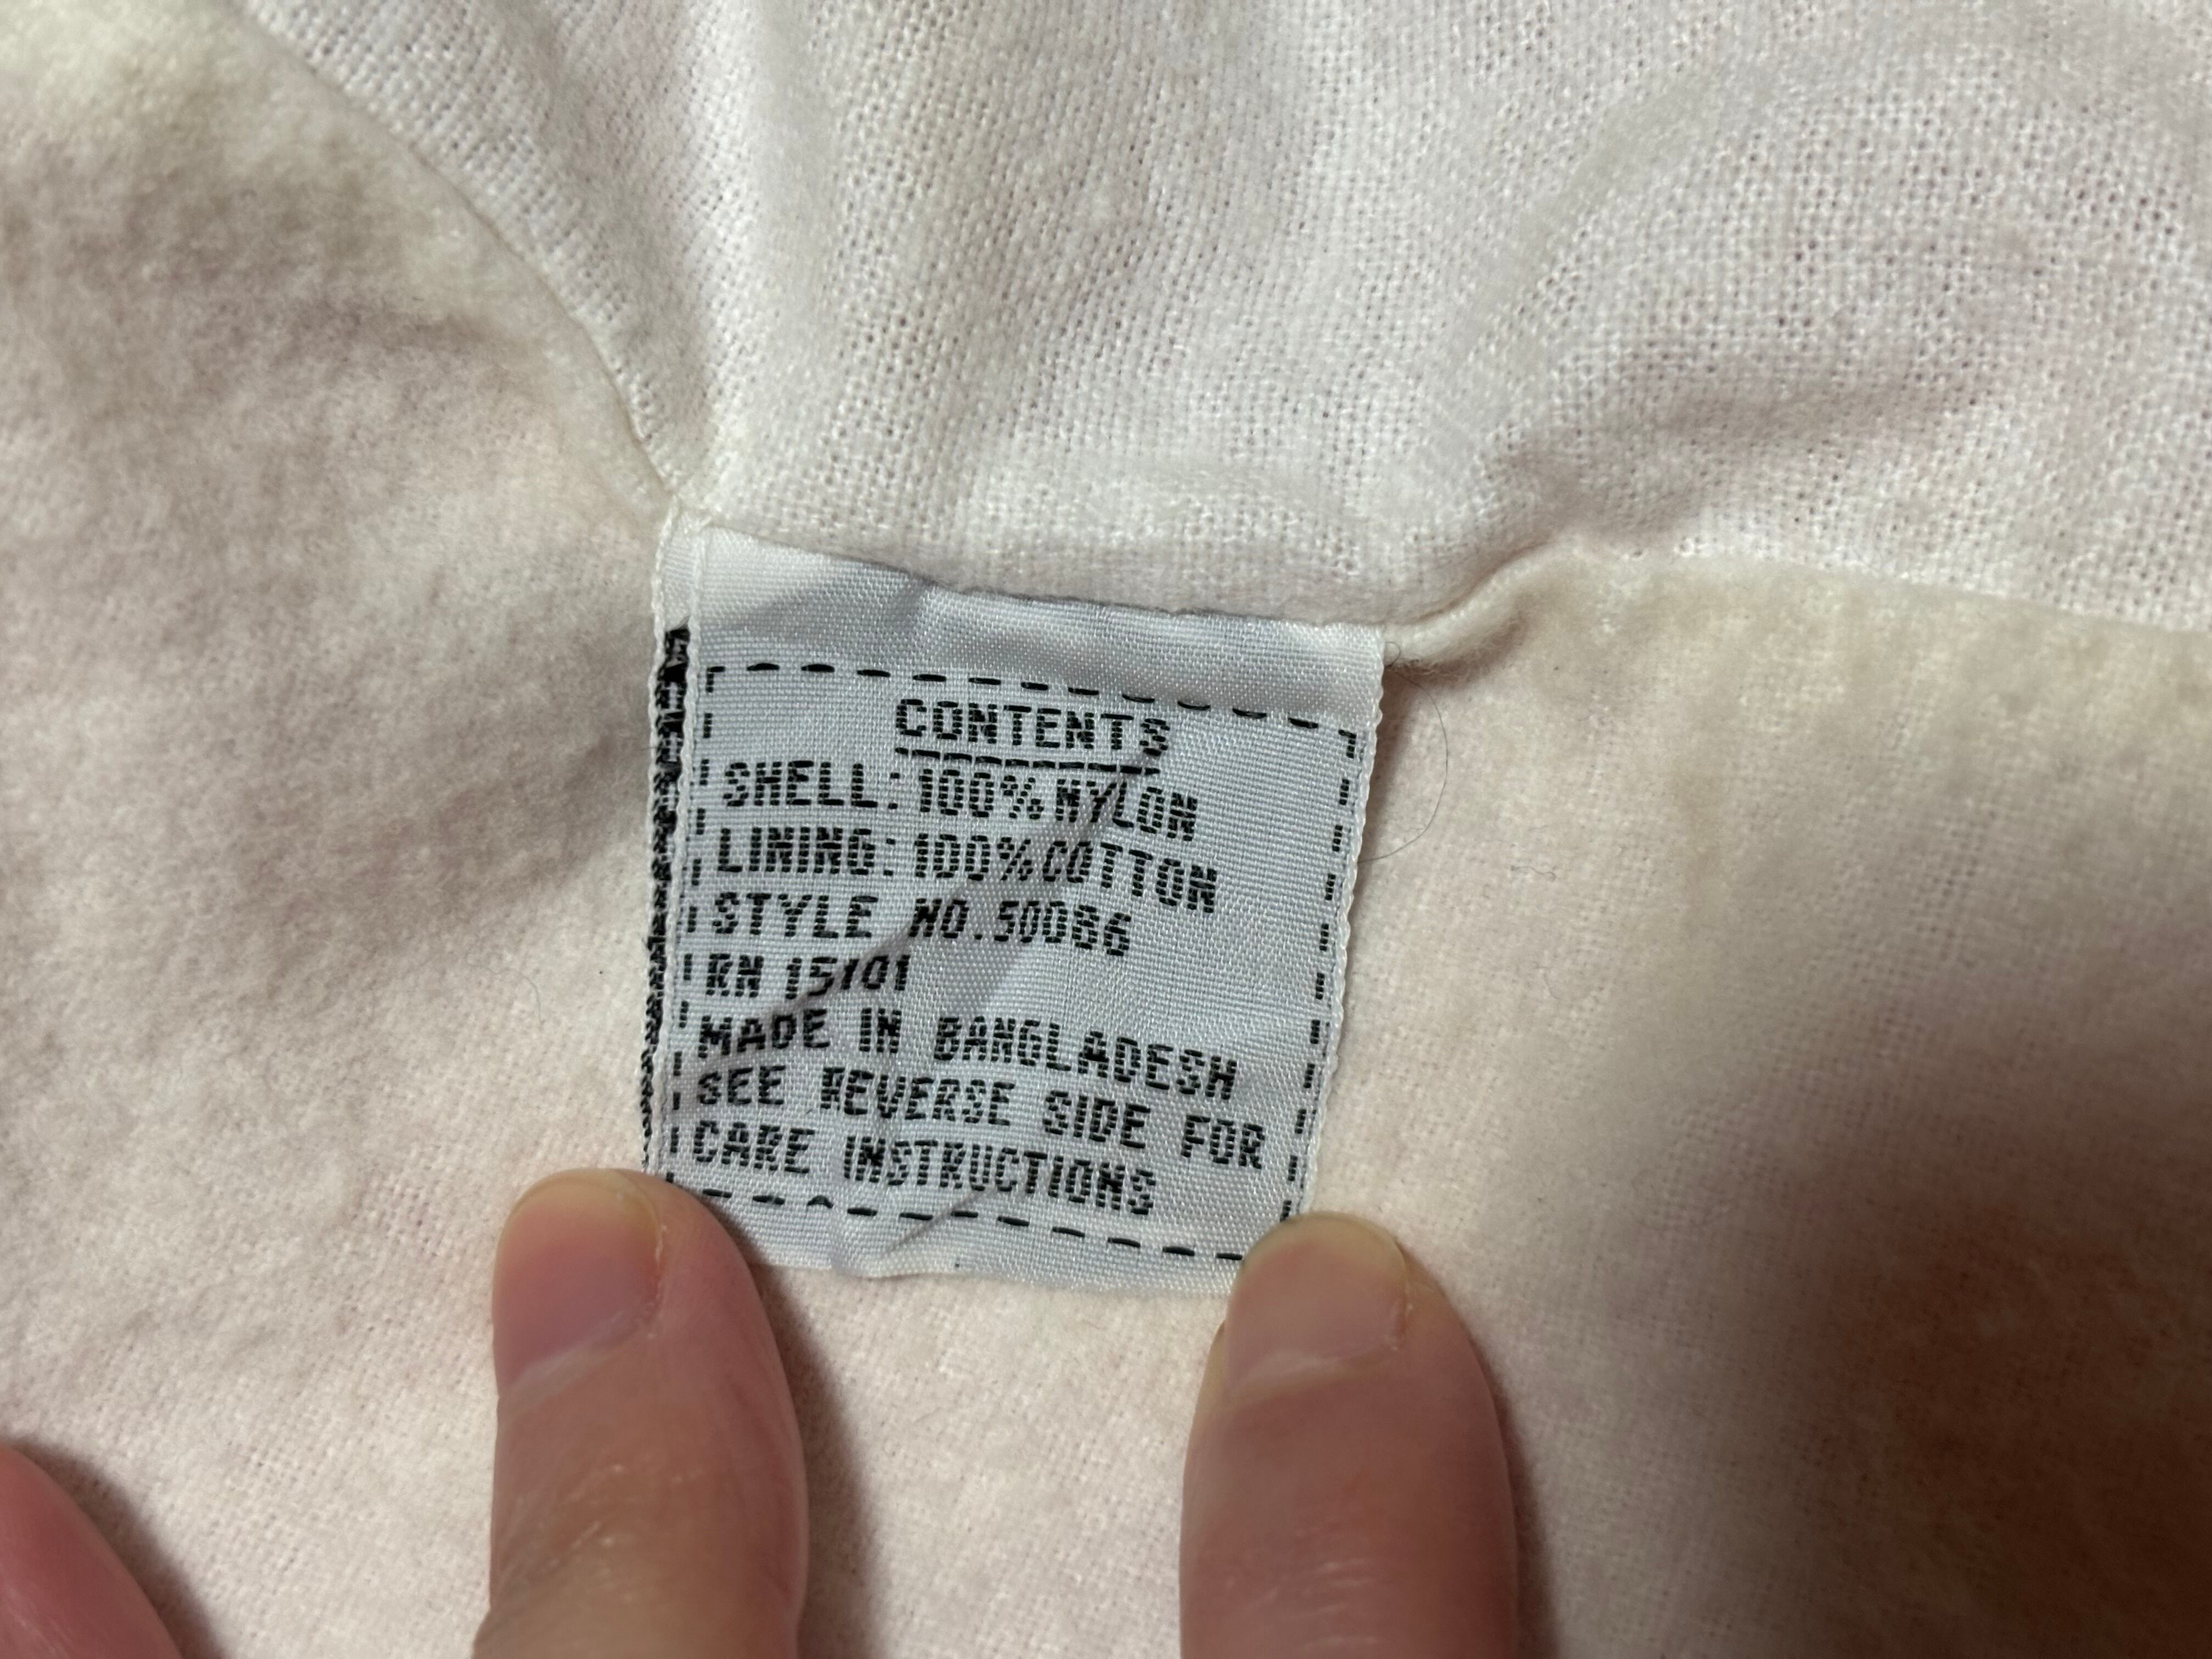 CONTENTS
SHELL: 100% NYLON
LINING: 100% COTTON
STYLE NO. 50086
RN 15101
MADE IN BANGLADESH
SEE REVERSE SIDE FOR
CARE INSTRUCTIONS